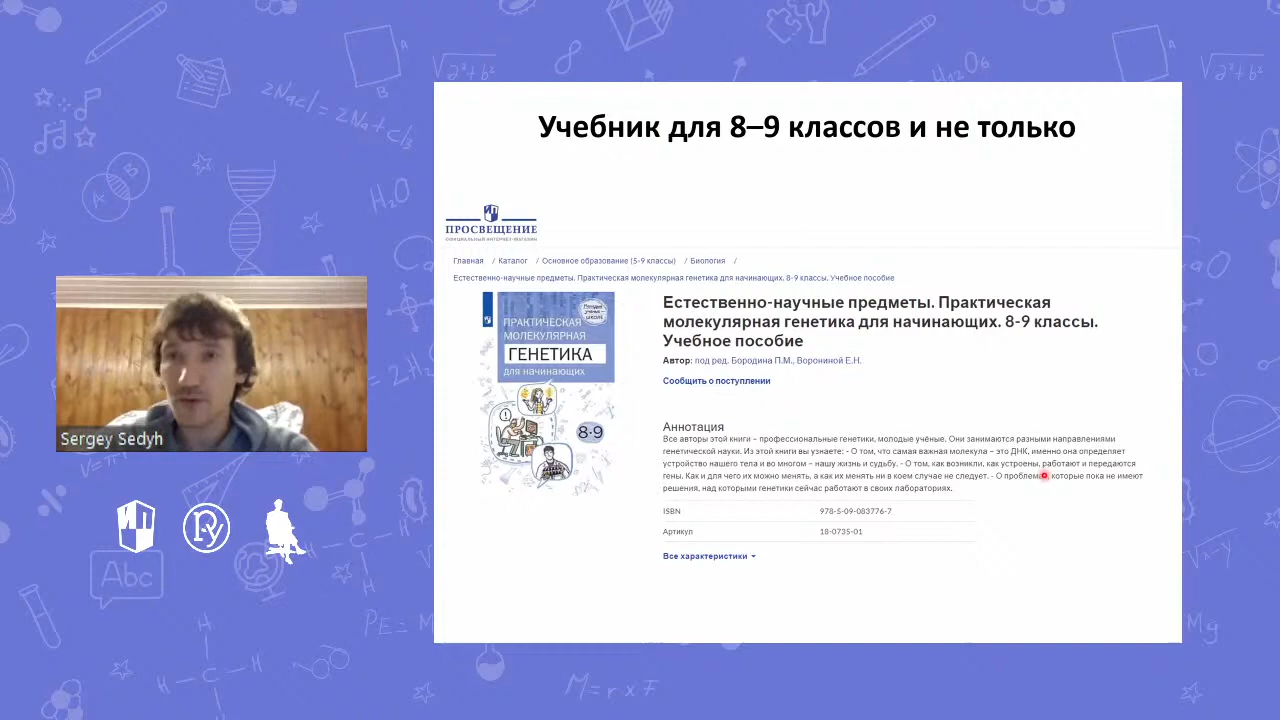 Учебник для 8–9 классов и не только
ПРОСВЕЩЕНИЕ
ОФИЦИАЛЬНЫЙ ИНТЕРНЕТ-МАГАЗИН
Главная / Каталог / Основное образование (5-9 классы) / Биология /
Естественно-научные предметы. Практическая молекулярная генетика для начинающих. 8-9 классы. Учебное пособие
ПРАКТИЧЕСКАЯ
МОЛЕКУЛЯРНАЯ
ГЕНЕТИКА
для начинающих
8-9
Естественно-научные предметы. Практическая
молекулярная генетика для начинающих. 8-9 классы.
Учебное пособие
Автор: под ред. Бородина П.М., Ворониной Е.Н.
Сообщить о поступлении
Аннотация
Все авторы этой книги – профессиональные генетики, молодые учёные. Они занимаются разными направлениями
генетической науки. Из этой книги вы узнаете: - О том, что самая важная молекула – это ДНК, именно она определяет
устройство нашего тела и во многом – нашу жизнь и судьбу. - О том, как возникли, как устроены, работают и передаются
гены. Как и для чего их можно менять, а как их менять ни в коем случае не следует. - О проблемах которые пока не имеют
решения, над которыми генетики сейчас работают в своих лабораториях.
ISBN 978-5-09-083776-7
Артикул 18-0735-01
Все характеристики
Sergey Sedyh
Abc
2NaCl = 2Na + Cl₂
H₂O
A
B
M = r x F